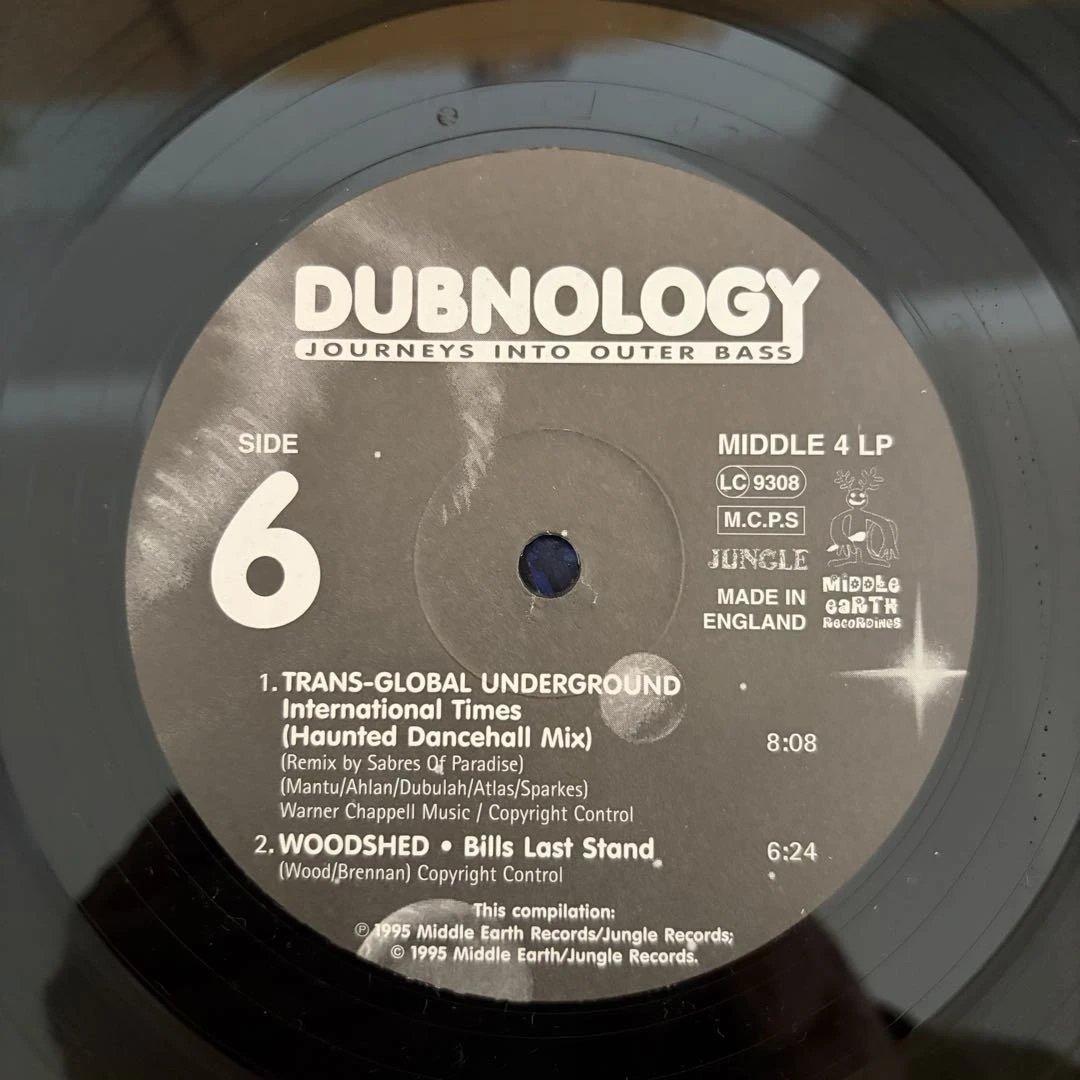 DUBNOLOGY
JOURNEYS INTO OUTER BASS
SIDE
6
MIDDLE 4 LP
LC 9308
M.C.P.S
JUNGLE
MADE IN
ENGLAND
MiDDLe
eaRTH
RecoRDiNGS
1. TRANS-GLOBAL UNDERGROUND
International Times
(Haunted Dancehall Mix) 8:08
(Remix by Sabres Of Paradise)
(Mantu/Ahlan/Dubulah/Atlas/Sparkes)
Warner Chappell Music / Copyright Control
2. WOODSHED • Bills Last Stand 6:24
(Wood/Brennan) Copyright Control
This compilation:
℗ 1995 Middle Earth Records/Jungle Records;
© 1995 Middle Earth/Jungle Records.